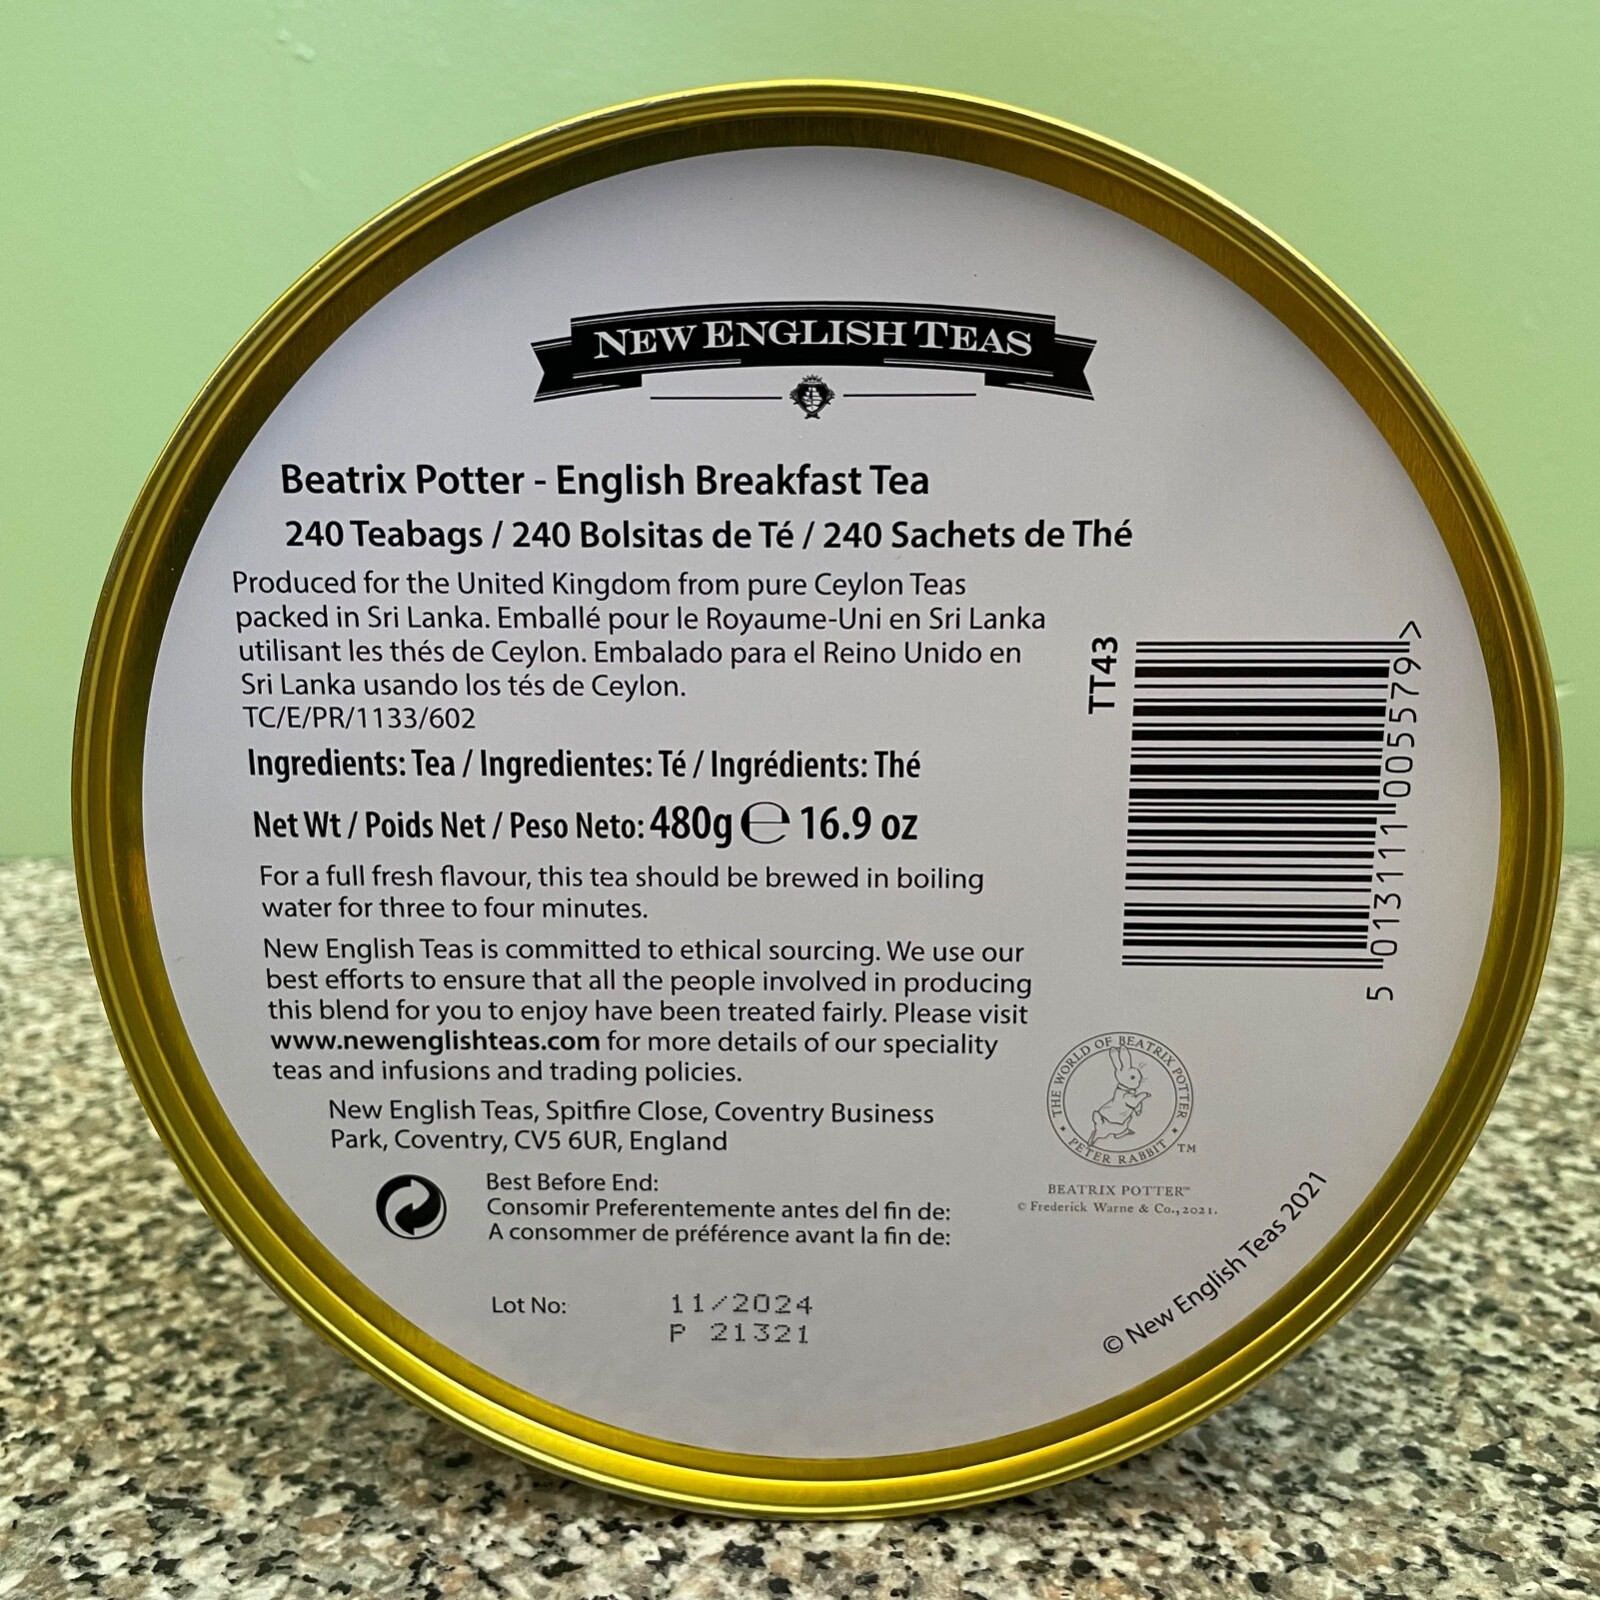 NEW ENGLISH TEAS
Beatrix Potter - English Breakfast Tea
240 Teabags / 240 Bolsitas de Té / 240 Sachets de Thé
Produced for the United Kingdom from pure Ceylon Teas
packed in Sri Lanka. Emballé pour le Royaume-Uni en Sri Lanka
utilisant les thés de Ceylon. Embalado para el Reino Unido en
Sri Lanka usando los tés de Ceylon.
TC/E/PR/1133/602
Ingredients: Tea / Ingredientes: Té / Ingrédients: Thé
Net Wt / Poids Net / Peso Neto: 480g ℮ 16.9 oz
For a full fresh flavour, this tea should be brewed in boiling
water for three to four minutes.
New English Teas is committed to ethical sourcing. We use our
best efforts to ensure that all the people involved in producing
this blend for you to enjoy have been treated fairly. Please visit
www.newenglishteas.com for more details of our speciality
teas and infusions and trading policies.
New English Teas, Spitfire Close, Coventry Business
Park, Coventry, CV5 6UR, England
Best Before End:
Consomir Preferentemente antes del fin de:
A consommer de préférence avant la fin de:
Lot No:
11/2024
P 21321
TT43
5 013111 005579 >
THE WORLD OF BEATRIX POTTER
• PETER RABBIT • ™
BEATRIX POTTER™
© Frederick Warne & Co., 2021.
© New English Teas 2021